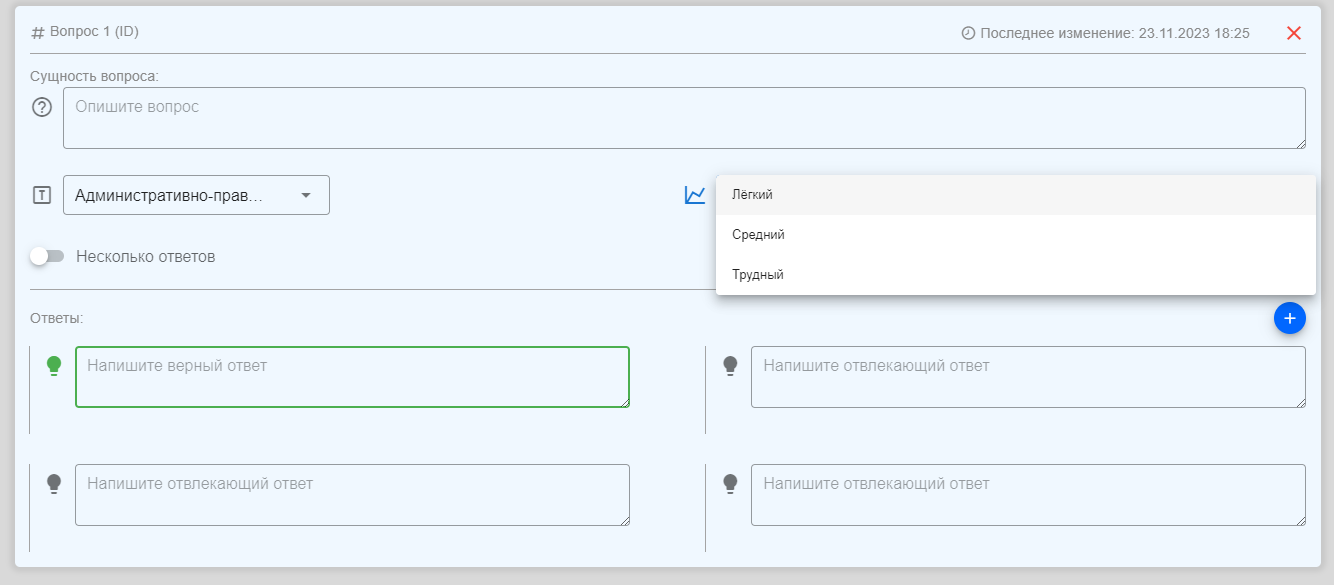 # Вопрос 1 (ID)
Последнее изменение: 23.11.2023 18:25
Сущность вопроса:
Опишите вопрос
T
Административно-прав...
Лёгкий
Средний
Трудный
Несколько ответов
Ответы:
Напишите верный ответ
Напишите отвлекающий ответ
Напишите отвлекающий ответ
Напишите отвлекающий ответ